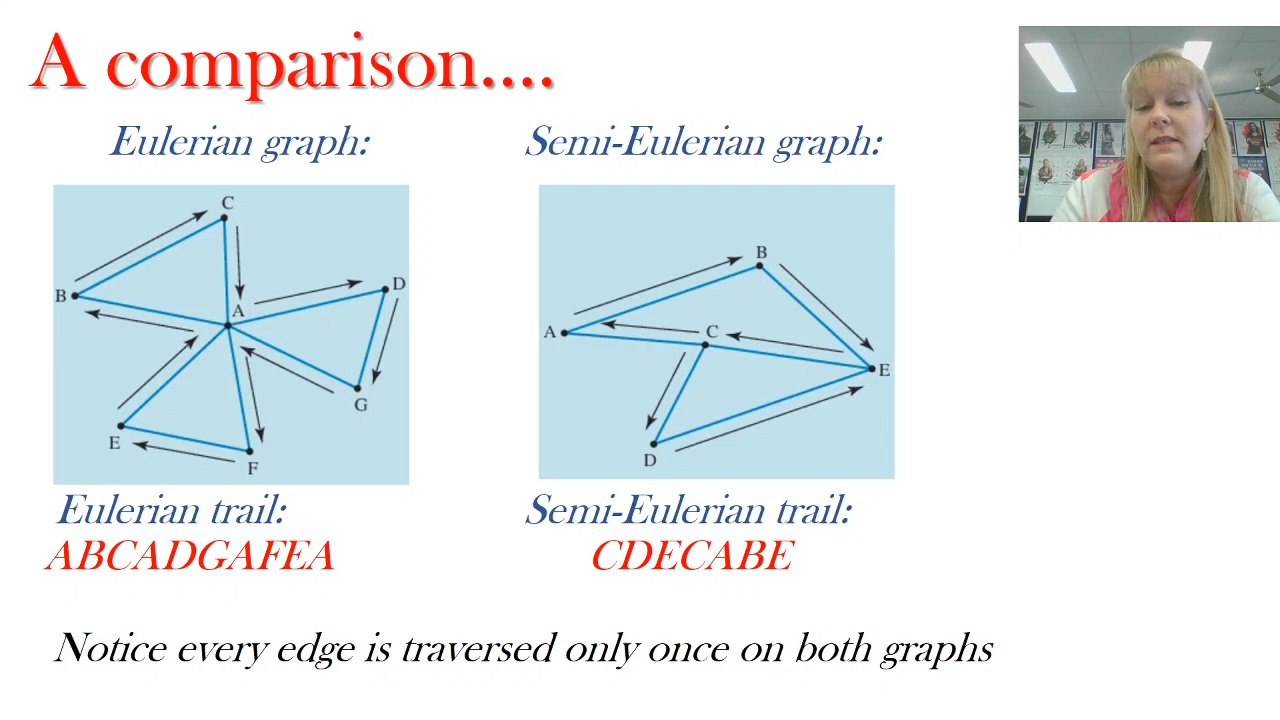 A comparison....
Eulerian graph:
Semi-Eulerian graph:
C
B
A
D
G
E
F
B
A
C
E
D
Eulerian trail:
ABCADGAFEA
Semi-Eulerian trail:
CDECABE
Notice every edge is traversed only once on both graphs